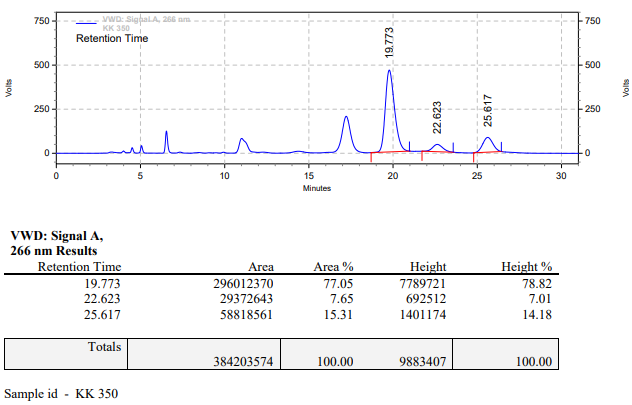 VWD: Signal A, 266 nm
KK 350
Retention Time
750
500
250
0
Volts
750
500
250
0
Volts
19.773
22.623
25.617
0 5 10 15 20 25 30
Minutes
VWD: Signal A,
266 nm Results
Retention Time Area Area % Height Height %
19.773 296012370 77.05 7789721 78.82
22.623 29372643 7.65 692512 7.01
25.617 58818561 15.31 1401174 14.18
Totals
384203574 100.00 9883407 100.00
Sample id - KK 350